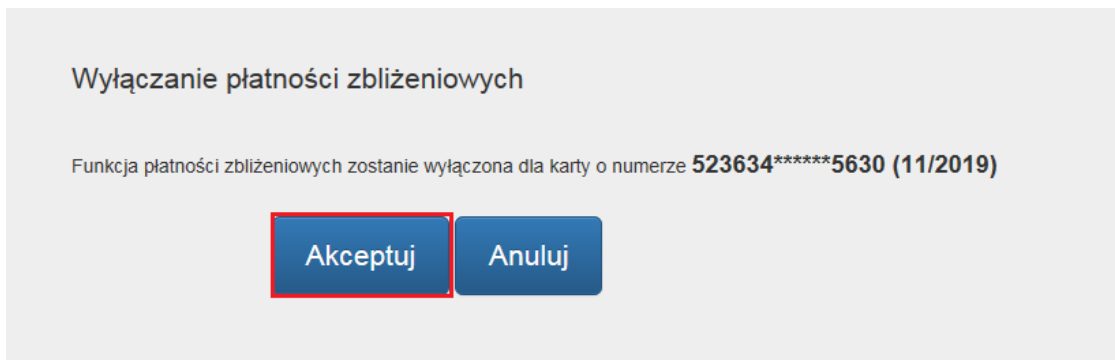 Wyłączanie płatności zbliżeniowych
Funkcja płatności zbliżeniowych zostanie wyłączona dla karty o numerze 523634******5630 (11/2019)
Akceptuj Anuluj